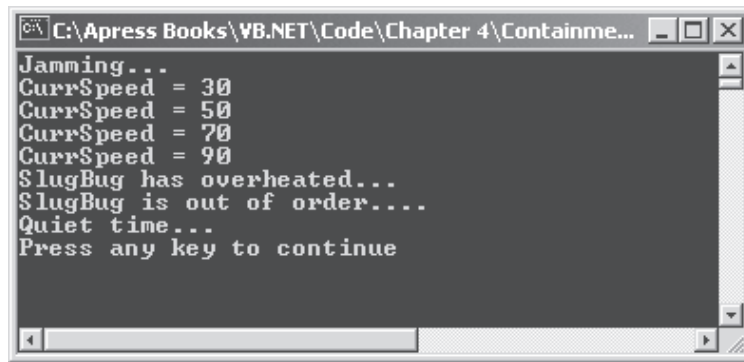 C:\Apress Books\VB.NET\Code\Chapter 4\Containme...
Jamming...
CurrSpeed = 30
CurrSpeed = 50
CurrSpeed = 70
CurrSpeed = 90
SlugBug has overheated...
SlugBug is out of order....
Quiet time...
Press any key to continue